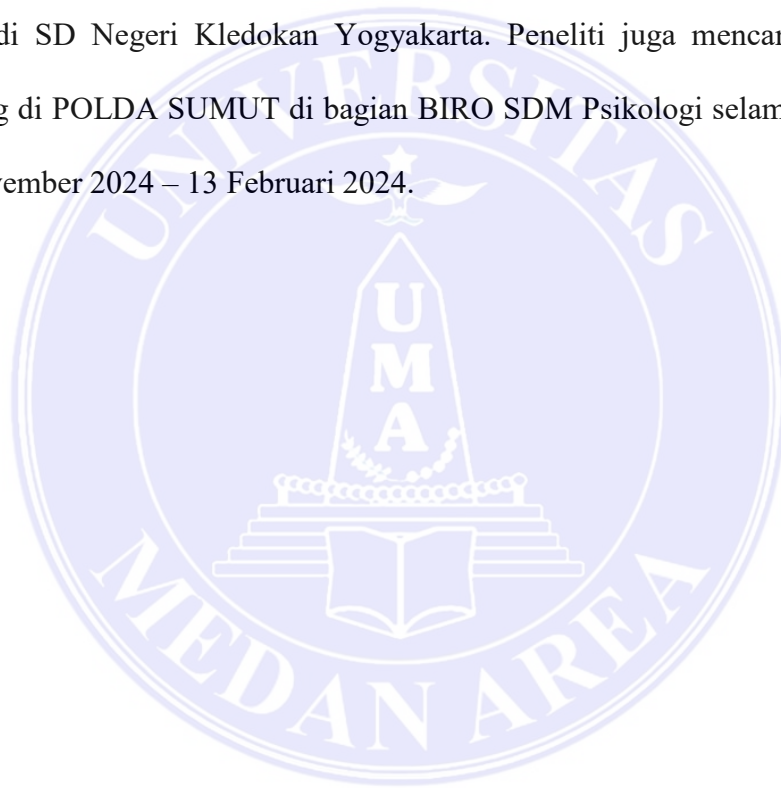 di SD Negeri Kledokan Yogyakarta. Peneliti juga mencar
g di POLDA SUMUT di bagian BIRO SDM Psikologi selam
vember 2024 – 13 Februari 2024.
UNIVERSITAS
U
M
A
MEDAN AREA